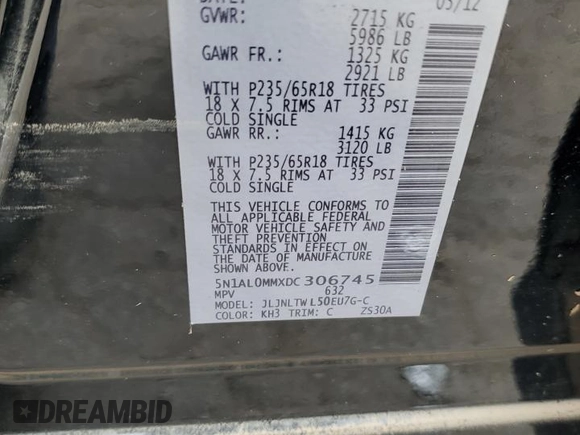 GVWR: 2715 KG
5986 LB
GAWR FR.: 1325 KG
2921 LB
WITH P235/65R18 TIRES
18 X 7.5 RIMS AT 33 PSI
COLD SINGLE
GAWR RR.: 1415 KG
3120 LB
WITH P235/65R18 TIRES
18 X 7.5 RIMS AT 33 PSI
COLD SINGLE
THIS VEHICLE CONFORMS TO
ALL APPLICABLE FEDERAL
MOTOR VEHICLE SAFETY AND
THEFT PREVENTION
STANDARDS IN EFFECT ON
THE DATE OF MANUFACTURE
SHOWN ABOVE.
5N1AL0MMXDC306745
MPV 632
MODEL: JLJNLTW L50EU7G-C
COLOR: KH3 TRIM: C ZS30A
DREAMBID